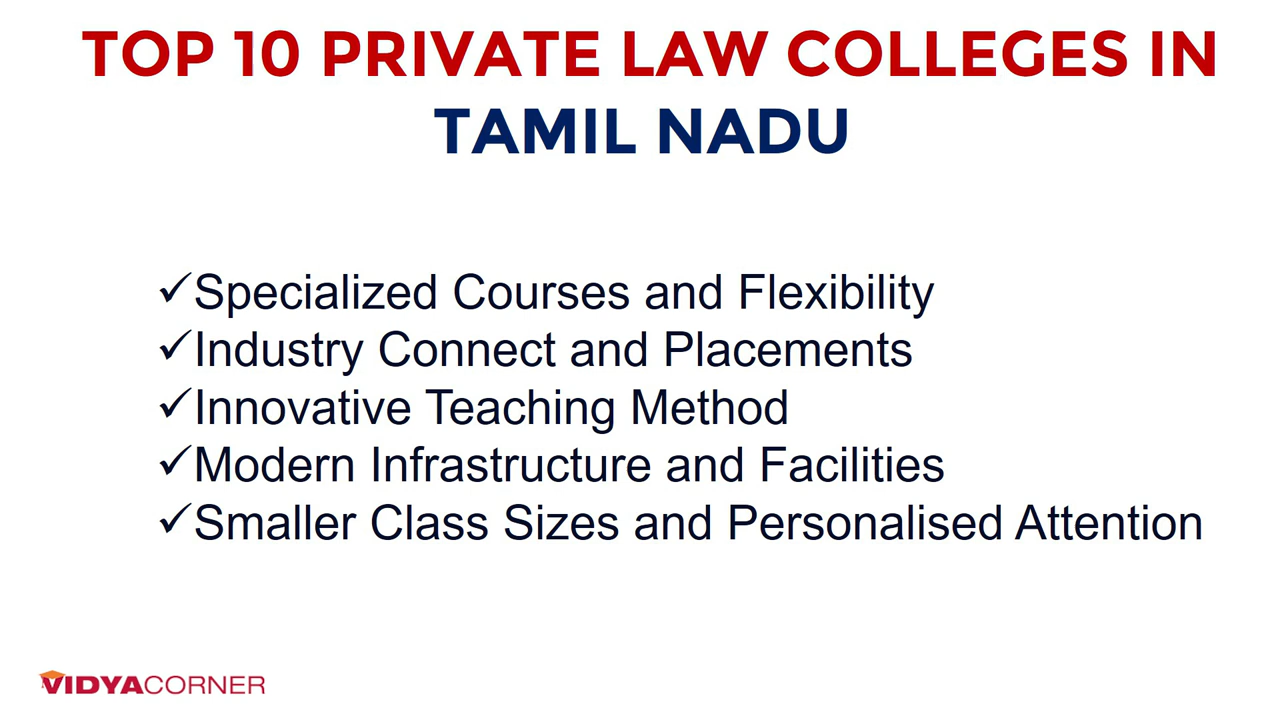 TOP 10 PRIVATE LAW COLLEGES IN
TAMIL NADU
✓Specialized Courses and Flexibility
✓Industry Connect and Placements
✓Innovative Teaching Method
✓Modern Infrastructure and Facilities
✓Smaller Class Sizes and Personalised Attention
VIDYACORNER